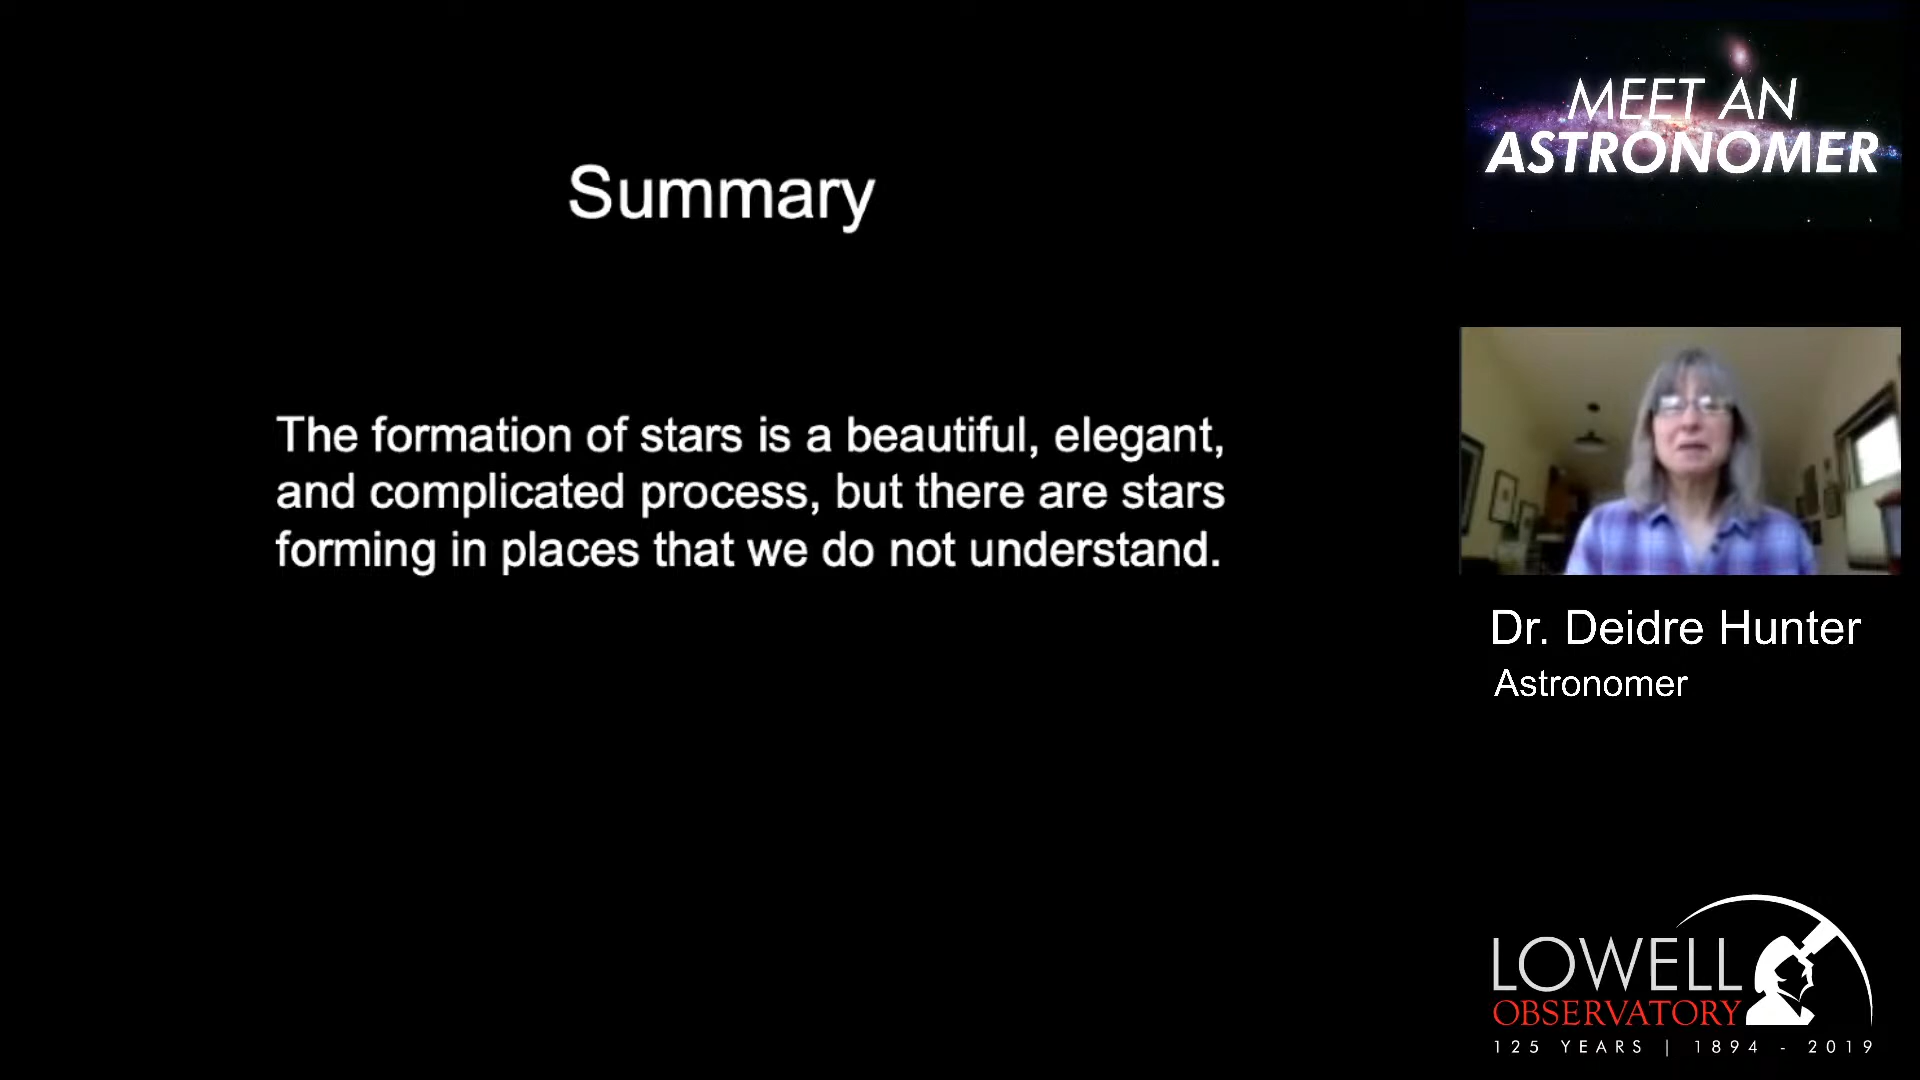 Summary
The formation of stars is a beautiful, elegant,
and complicated process, but there are stars
forming in places that we do not understand.
MEET AN
ASTRONOMER
Dr. Deidre Hunter
Astronomer
LOWELL
OBSERVATORY
125 YEARS | 1894 - 2019